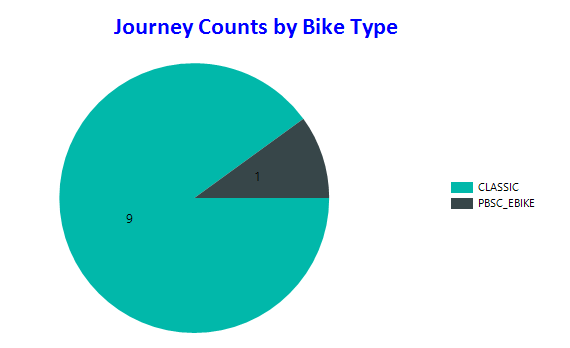 Journey Counts by Bike Type
1
9
CLASSIC
PBSC_EBIKE